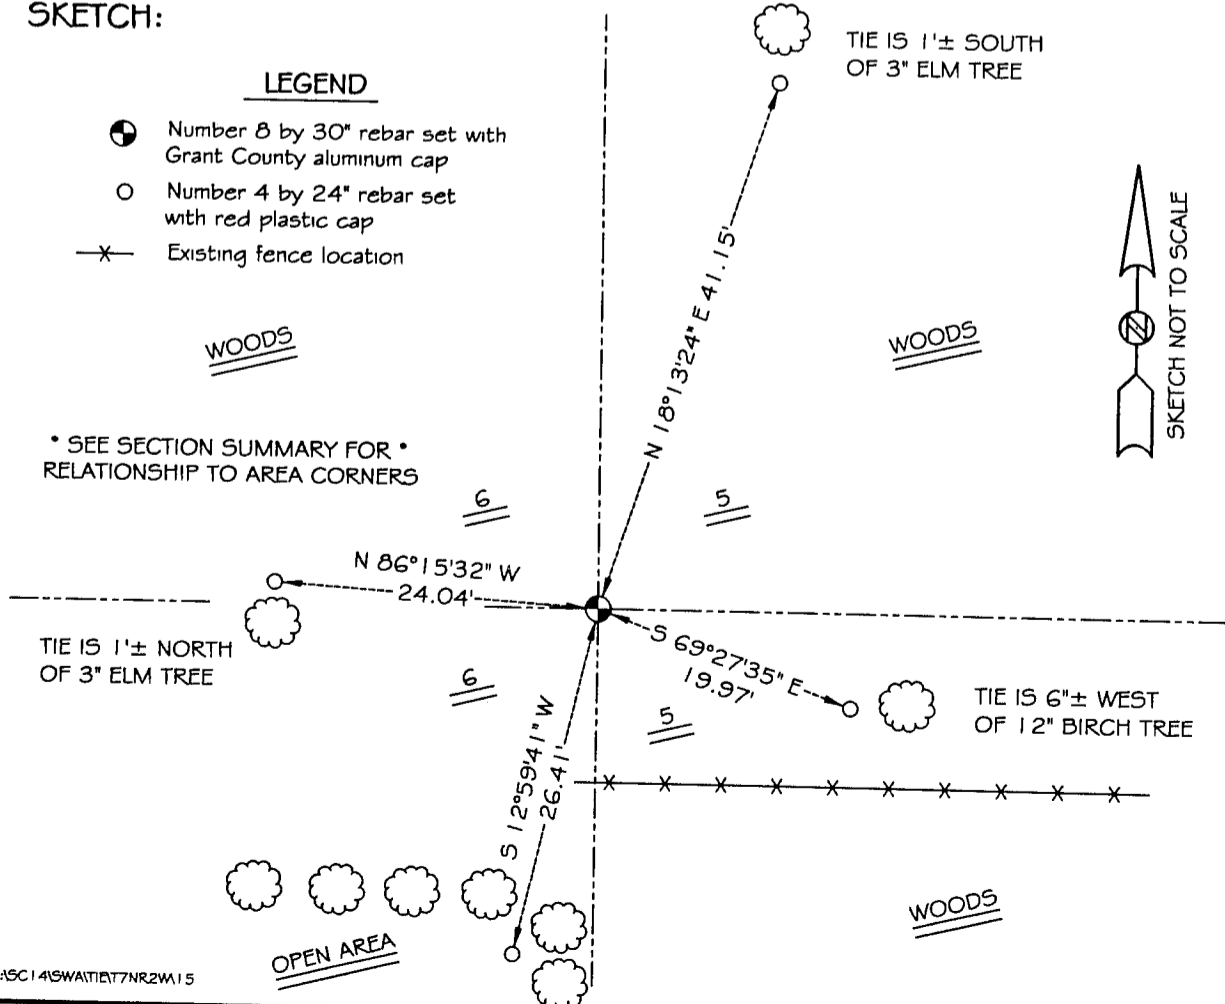 SKETCH:
LEGEND
Number 8 by 30" rebar set with
Grant County aluminum cap
Number 4 by 24" rebar set
with red plastic cap
Existing fence location
TIE IS 1'± SOUTH
OF 3" ELM TREE
N 18°13'24" E 41.15'
SKETCH NOT TO SCALE
N
WOODS
WOODS
* SEE SECTION SUMMARY FOR *
RELATIONSHIP TO AREA CORNERS
6
5
N 86°15'32" W
24.04'
TIE IS 1'± NORTH
OF 3" ELM TREE
S 69°27'35" E
19.97'
6
5
TIE IS 6"± WEST
OF 12" BIRCH TREE
S 12°59'41" W
26.41'
WOODS
OPEN AREA
:\SC14\SWA\TIE\T7NR2W\15